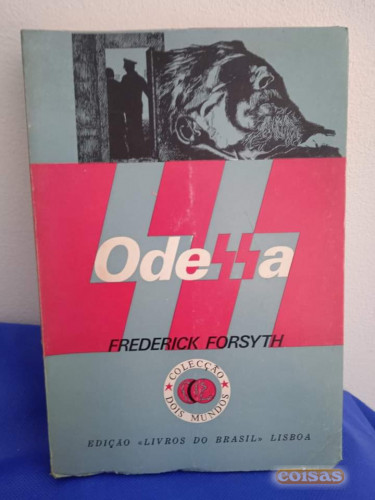 Odessa
FREDERICK FORSYTH
COLECÇÃO
DOIS MUNDOS
EDIÇÃO «LIVROS DO BRASIL» LISBOA
coisas